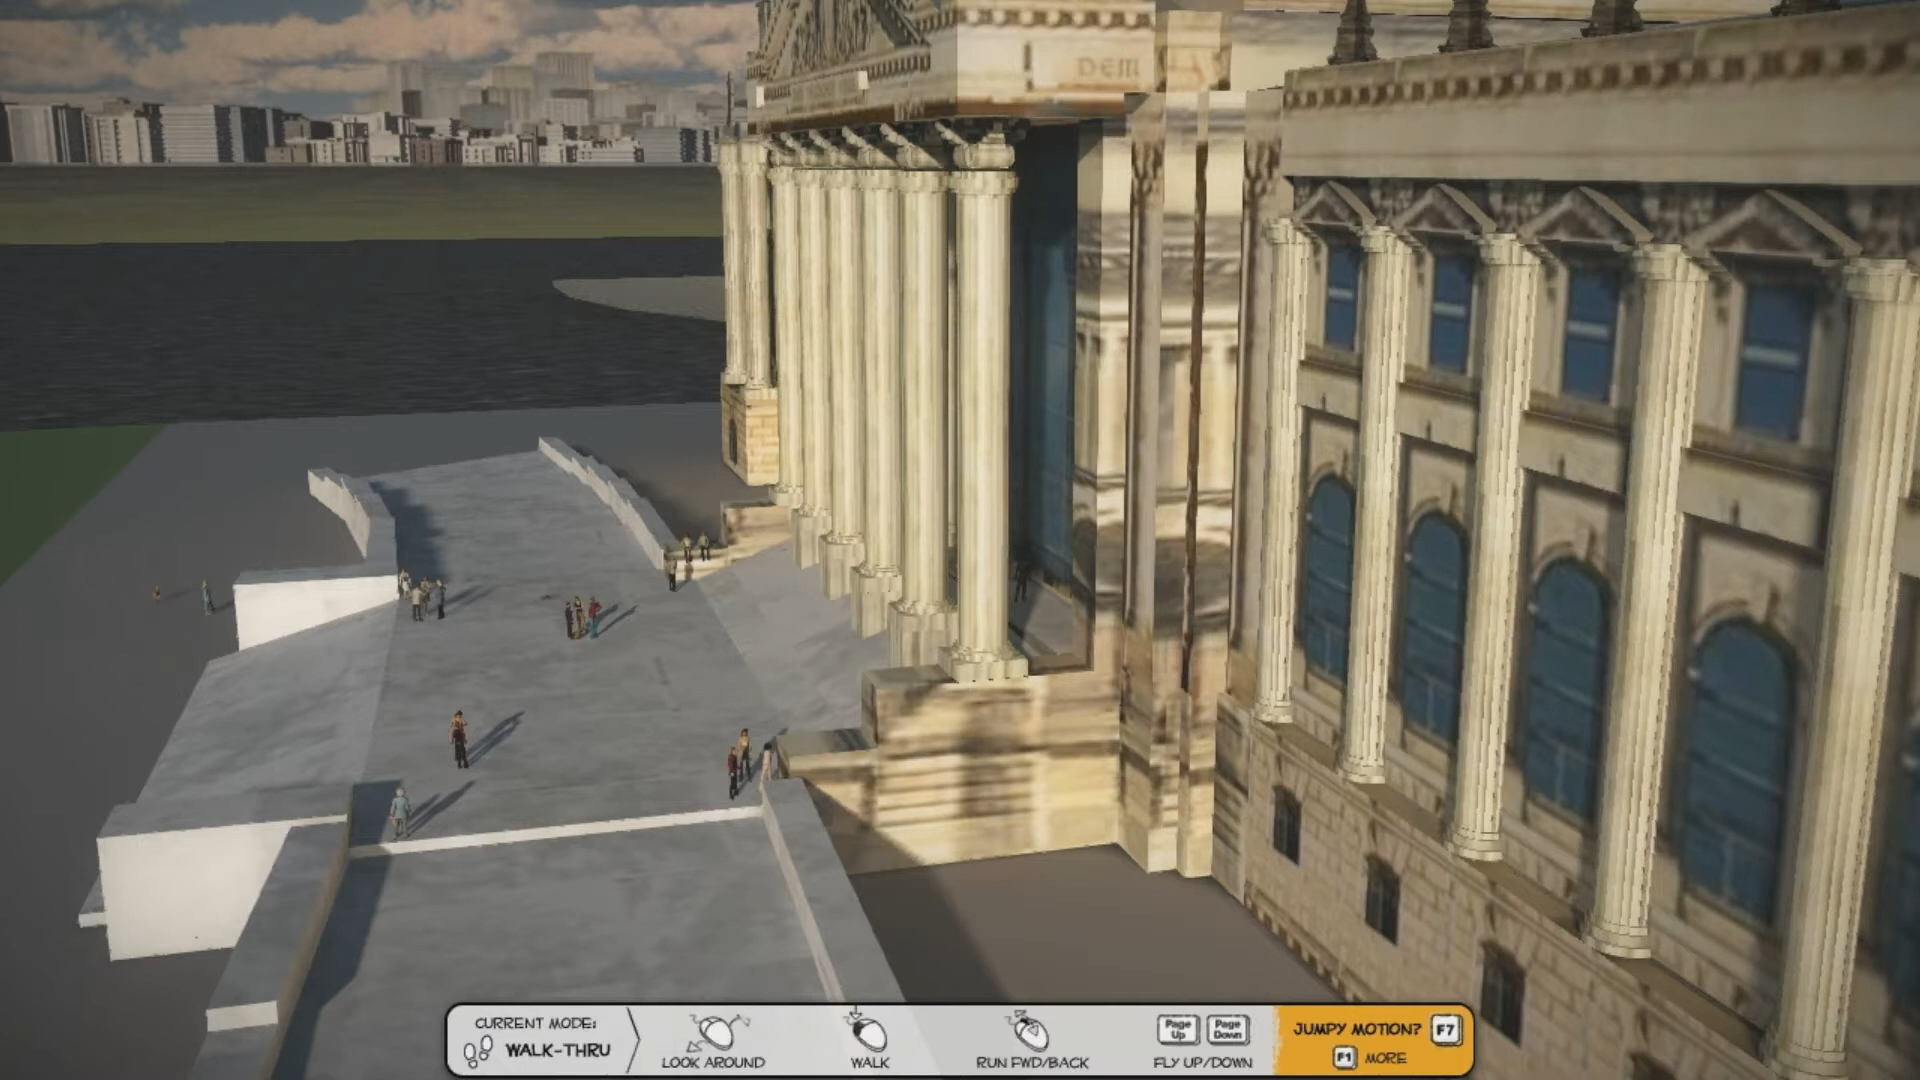 DEM
CURRENT MODE:
WALK-THRU
LOOK AROUND
WALK
RUN FWD/BACK
Page Up
Page Down
FLY UP/DOWN
JUMPY MOTION? F7
F1 MORE